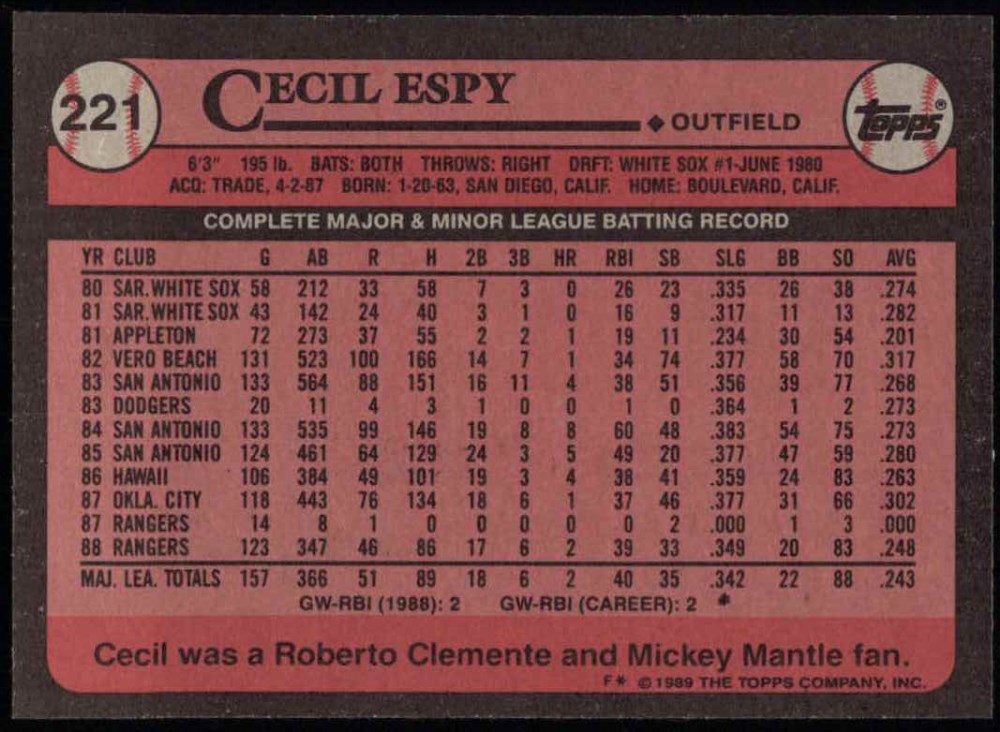 221
CECIL ESPY
◆ OUTFIELD
TOPPS®
6'3" 195 lb. BATS: BOTH THROWS: RIGHT DRFT: WHITE SOX #1-JUNE 1980
ACQ: TRADE, 4-2-87 BORN: 1-20-63, SAN DIEGO, CALIF. HOME: BOULEVARD, CALIF.
COMPLETE MAJOR & MINOR LEAGUE BATTING RECORD
YR CLUB G AB R H 2B 3B HR RBI SB SLG BB SO AVG
80 SAR. WHITE SOX 58 212 33 58 7 3 0 26 23 .335 26 38 .274
81 SAR. WHITE SOX 43 142 24 40 3 1 0 16 9 .317 11 13 .282
81 APPLETON 72 273 37 55 2 2 1 19 11 .234 30 54 .201
82 VERO BEACH 131 523 100 166 14 7 1 34 74 .377 58 70 .317
83 SAN ANTONIO 133 564 88 151 16 11 4 38 51 .356 39 77 .268
83 DODGERS 20 11 4 3 1 0 0 1 0 .364 1 2 .273
84 SAN ANTONIO 133 535 99 146 19 8 8 60 48 .383 54 75 .273
85 SAN ANTONIO 124 461 64 129 24 3 5 49 20 .377 47 59 .280
86 HAWAII 106 384 49 101 19 3 4 38 41 .359 24 83 .263
87 OKLA. CITY 118 443 76 134 18 6 1 37 46 .377 31 66 .302
87 RANGERS 14 8 1 0 0 0 0 0 2 .000 1 3 .000
88 RANGERS 123 347 46 86 17 6 2 39 33 .349 20 83 .248
MAJ. LEA. TOTALS 157 366 51 89 18 6 2 40 35 .342 22 88 .243
GW-RBI (1988): 2 GW-RBI (CAREER): 2 *
Cecil was a Roberto Clemente and Mickey Mantle fan.
F* © 1989 THE TOPPS COMPANY, INC.